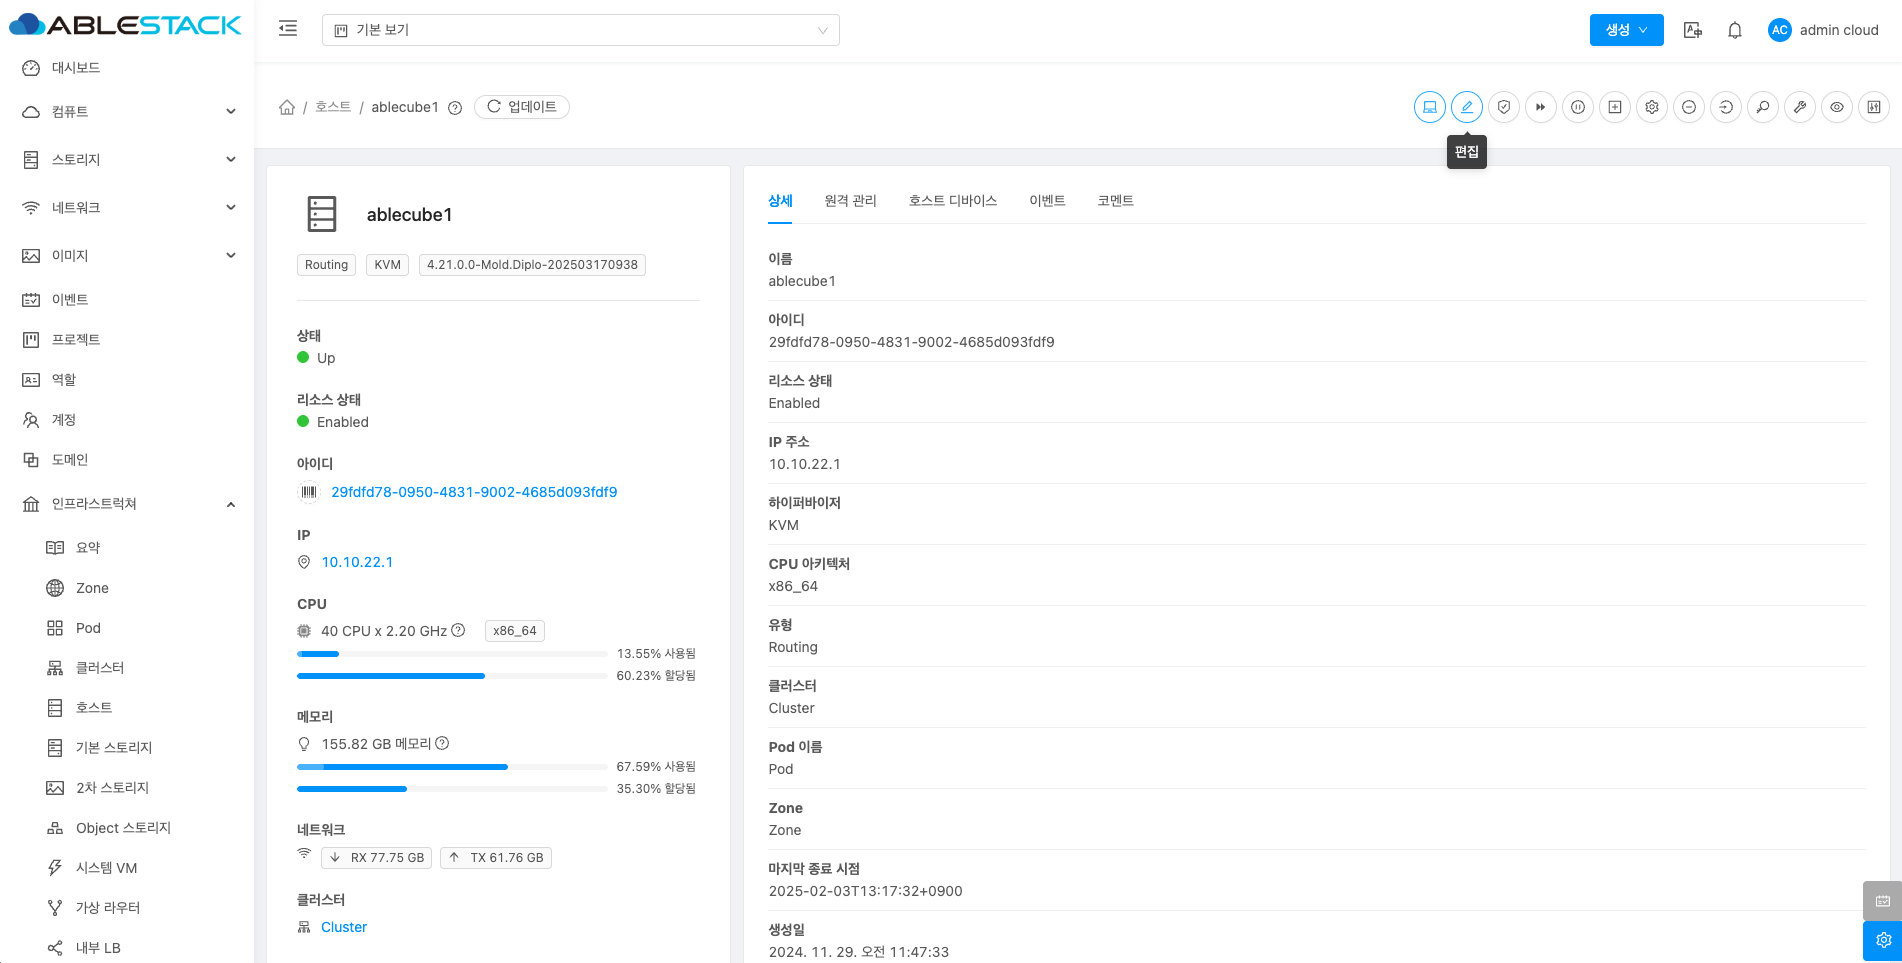 ABLESTACK
기본 보기
생성
AC
admin cloud
대시보드
컴퓨트
스토리지
네트워크
이미지
이벤트
프로젝트
역할
계정
도메인
인프라스트럭쳐
요약
Zone
Pod
클러스터
호스트
기본 스토리지
2차 스토리지
Object 스토리지
시스템 VM
가상 라우터
내부 LB
/ 호스트 / ablecube1
업데이트
편집
ablecube1
Routing
KVM
4.21.0.0-Mold.Diplo-202503170938
상태
Up
리소스 상태
Enabled
아이디
29fdfd78-0950-4831-9002-4685d093fdf9
IP
10.10.22.1
CPU
40 CPU x 2.20 GHz
x86_64
13.55% 사용됨
60.23% 할당됨
메모리
155.82 GB 메모리
67.59% 사용됨
35.30% 할당됨
네트워크
RX 77.75 GB
TX 61.76 GB
클러스터
Cluster
상세
원격 관리
호스트 디바이스
이벤트
코멘트
이름
ablecube1
아이디
29fdfd78-0950-4831-9002-4685d093fdf9
리소스 상태
Enabled
IP 주소
10.10.22.1
하이퍼바이저
KVM
CPU 아키텍처
x86_64
유형
Routing
클러스터
Cluster
Pod 이름
Pod
Zone
Zone
마지막 종료 시점
2025-02-03T13:17:32+0900
생성일
2024. 11. 29. 오전 11:47:33